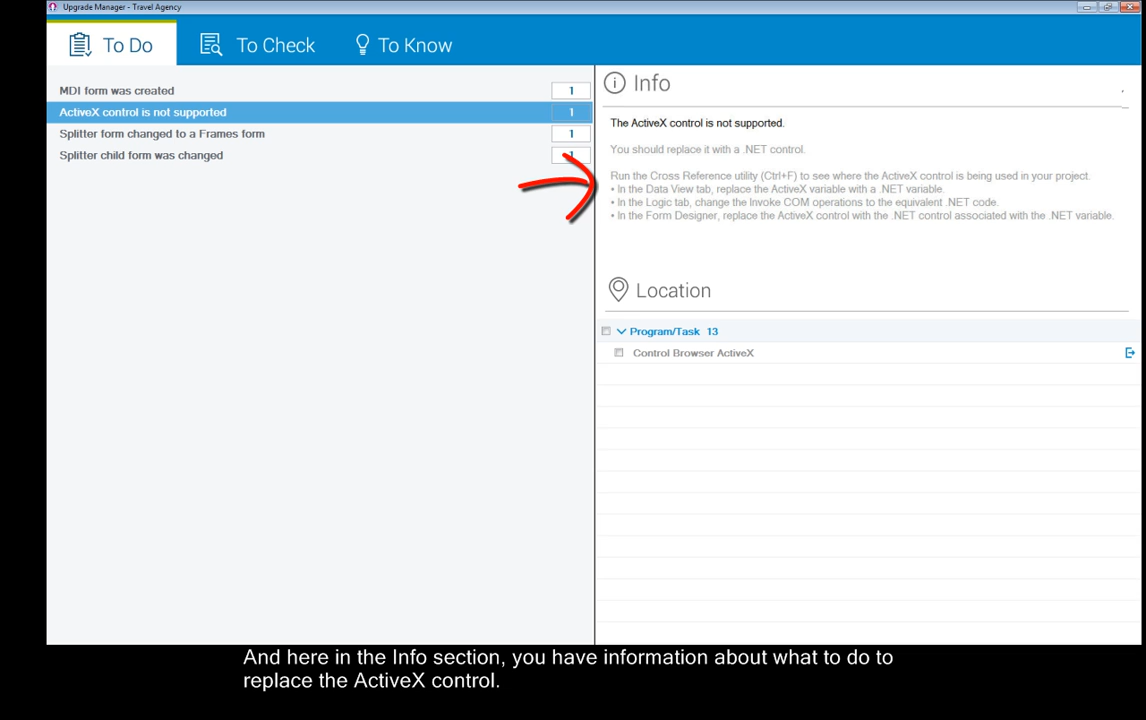 Upgrade Manager - Travel Agency
To Do
To Check
To Know
MDI form was created 1
ActiveX control is not supported 1
Splitter form changed to a Frames form 1
Splitter child form was changed 1
Info
The ActiveX control is not supported.
You should replace it with a .NET control.
Run the Cross Reference utility (Ctrl+F) to see where the ActiveX control is being used in your project.
• In the Data View tab, replace the ActiveX variable with a .NET variable.
• In the Logic tab, change the Invoke COM operations to the equivalent .NET code.
• In the Form Designer, replace the ActiveX control with the .NET control associated with the .NET variable.
Location
Program/Task 13
Control Browser ActiveX
And here in the Info section, you have information about what to do to
replace the ActiveX control.